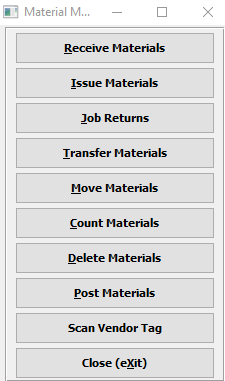 Material M...
Receive Materials
Issue Materials
Job Returns
Transfer Materials
Move Materials
Count Materials
Delete Materials
Post Materials
Scan Vendor Tag
Close (eXit)